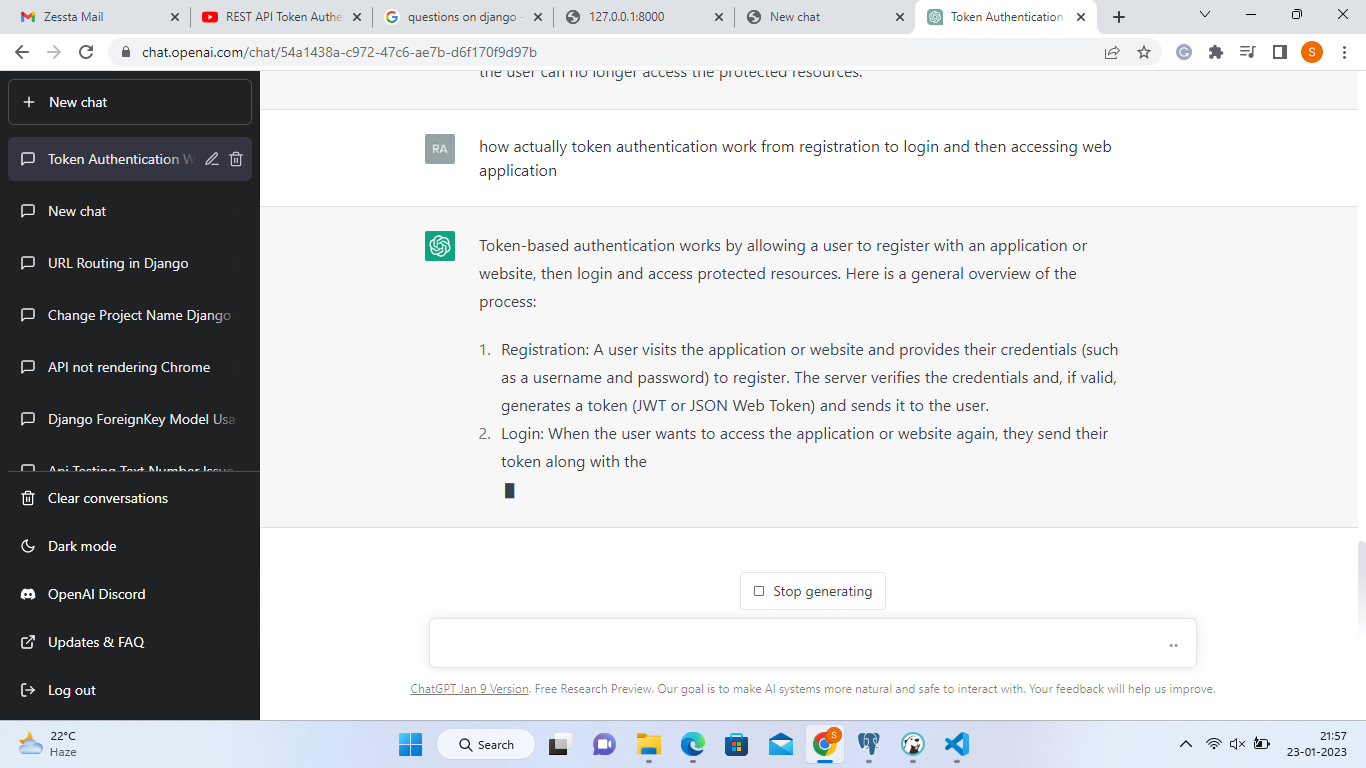 Zessta Mail
REST API Token Authe
questions on django -
127.0.0.1:8000
New chat
Token Authentication
chat.openai.com/chat/54a1438a-c972-47c6-ae7b-d6f170f9d97b
S
New chat
Token Authentication W
New chat
URL Routing in Django
Change Project Name Django
API not rendering Chrome
Django ForeignKey Model Usa
Api Testing Text Number Issue
Clear conversations
Dark mode
OpenAI Discord
Updates & FAQ
Log out
the user can no longer access the protected resources.
RA
how actually token authentication work from registration to login and then accessing web
application
Token-based authentication works by allowing a user to register with an application or
website, then login and access protected resources. Here is a general overview of the
process:
1. Registration: A user visits the application or website and provides their credentials (such
as a username and password) to register. The server verifies the credentials and, if valid,
generates a token (JWT or JSON Web Token) and sends it to the user.
2. Login: When the user wants to access the application or website again, they send their
token along with the
Stop generating
ChatGPT Jan 9 Version. Free Research Preview. Our goal is to make AI systems more natural and safe to interact with. Your feedback will help us improve.
22°C
Haze
Search
S
21:57
23-01-2023